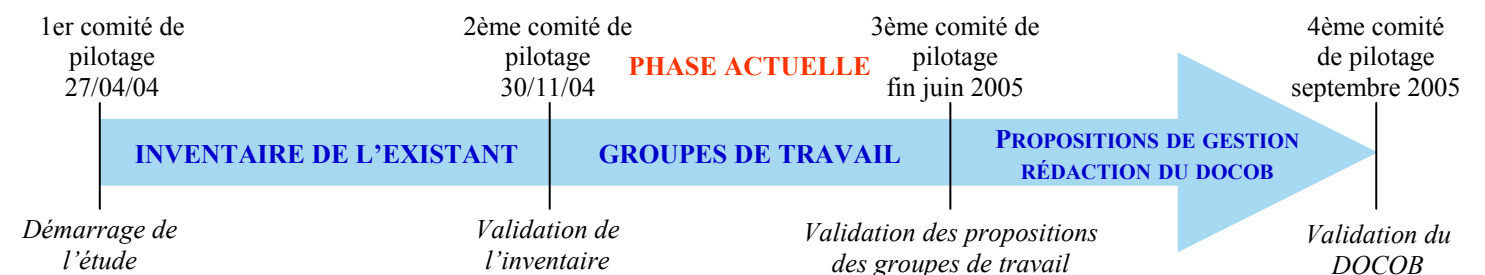 1er comité de
pilotage
27/04/04
2ème comité de
pilotage
30/11/04
PHASE ACTUELLE
3ème comité de
pilotage
fin juin 2005
4ème comité
de pilotage
septembre 2005
INVENTAIRE DE L’EXISTANT
GROUPES DE TRAVAIL
PROPOSITIONS DE GESTION
RÉDACTION DU DOCOB
Démarrage de
l’étude
Validation de
l’inventaire
Validation des propositions
des groupes de travail
Validation du
DOCOB